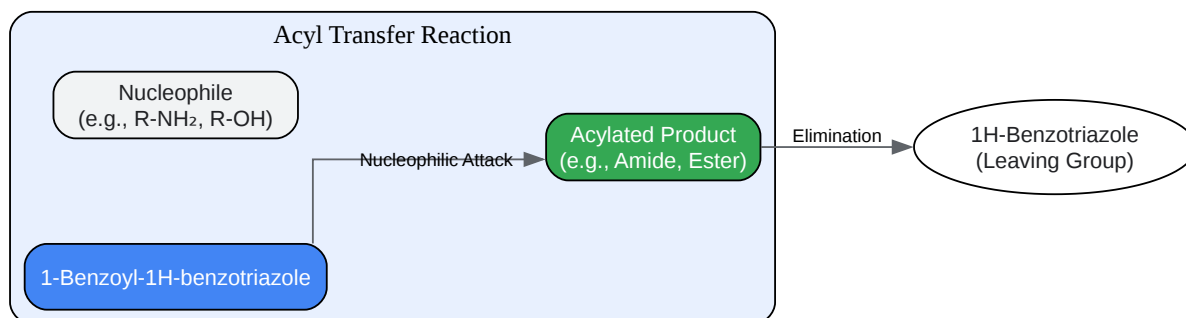 Acyl Transfer Reaction
Nucleophile
(e.g., R-NH₂, R-OH)
Nucleophilic Attack
Acylated Product
(e.g., Amide, Ester)
Elimination
1H-Benzotriazole
(Leaving Group)
1-Benzoyl-1H-benzotriazole